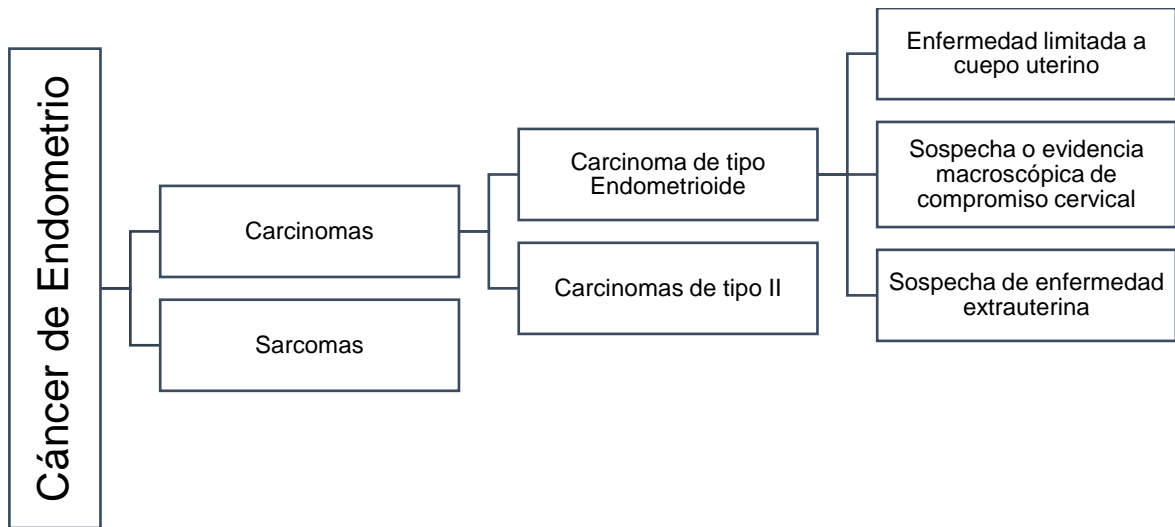 Cáncer de Endometrio
Carcinomas
Sarcomas
Carcinoma de tipo
Endometrioide
Carcinomas de tipo II
Enfermedad limitada a
cuepo uterino
Sospecha o evidencia
macroscópica de
compromiso cervical
Sospecha de enfermedad
extrauterina